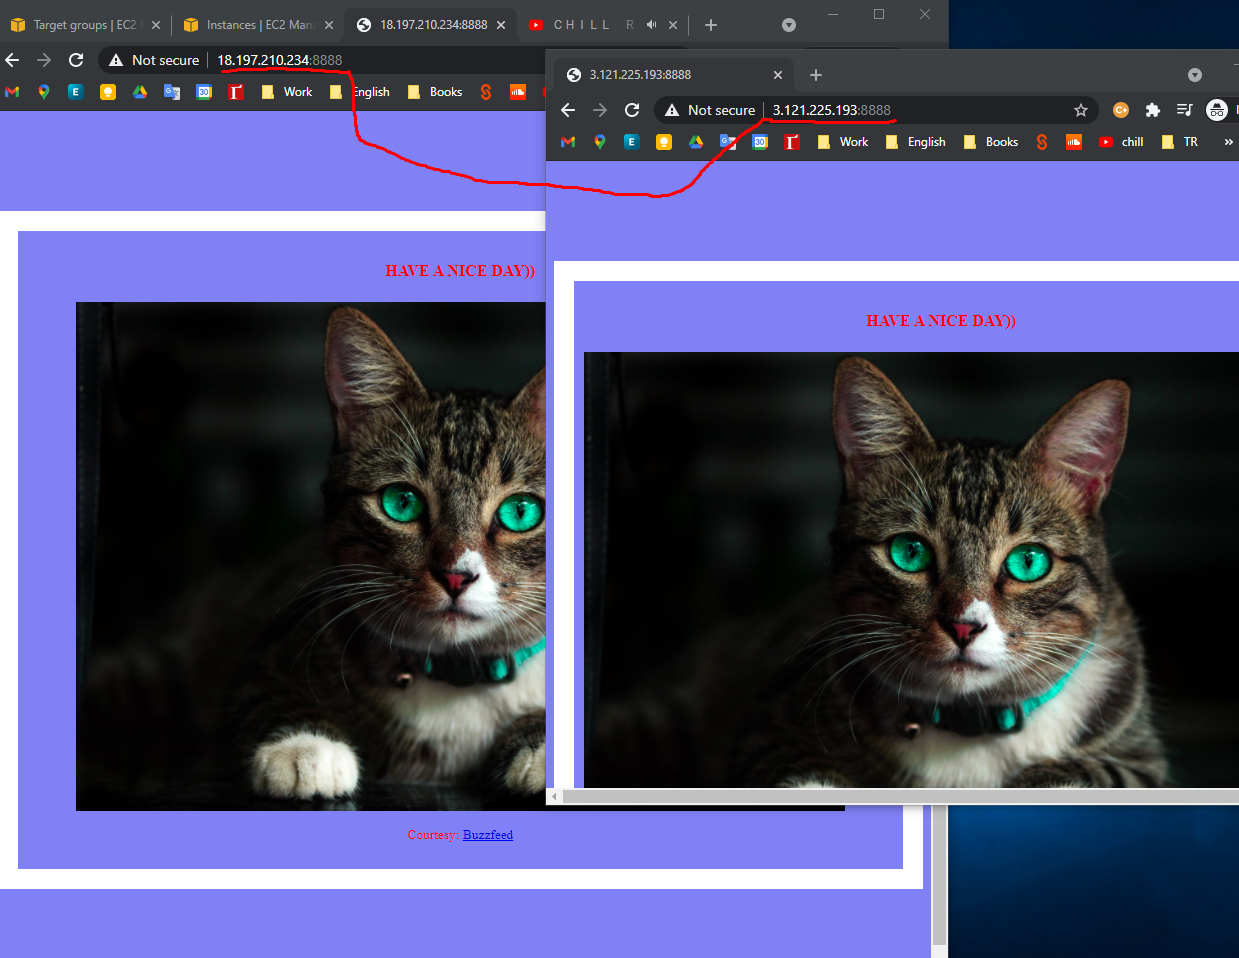 Target groups | EC2
Instances | EC2 Mana
18.197.210.234:8888
CHILL R
Not secure
18.197.210.234:8888
Work
English
Books
3.121.225.193:8888
Not secure
3.121.225.193:8888
Work
English
Books
chill
TR
»
HAVE A NICE DAY))
HAVE A NICE DAY))
Courtesy: Buzzfeed